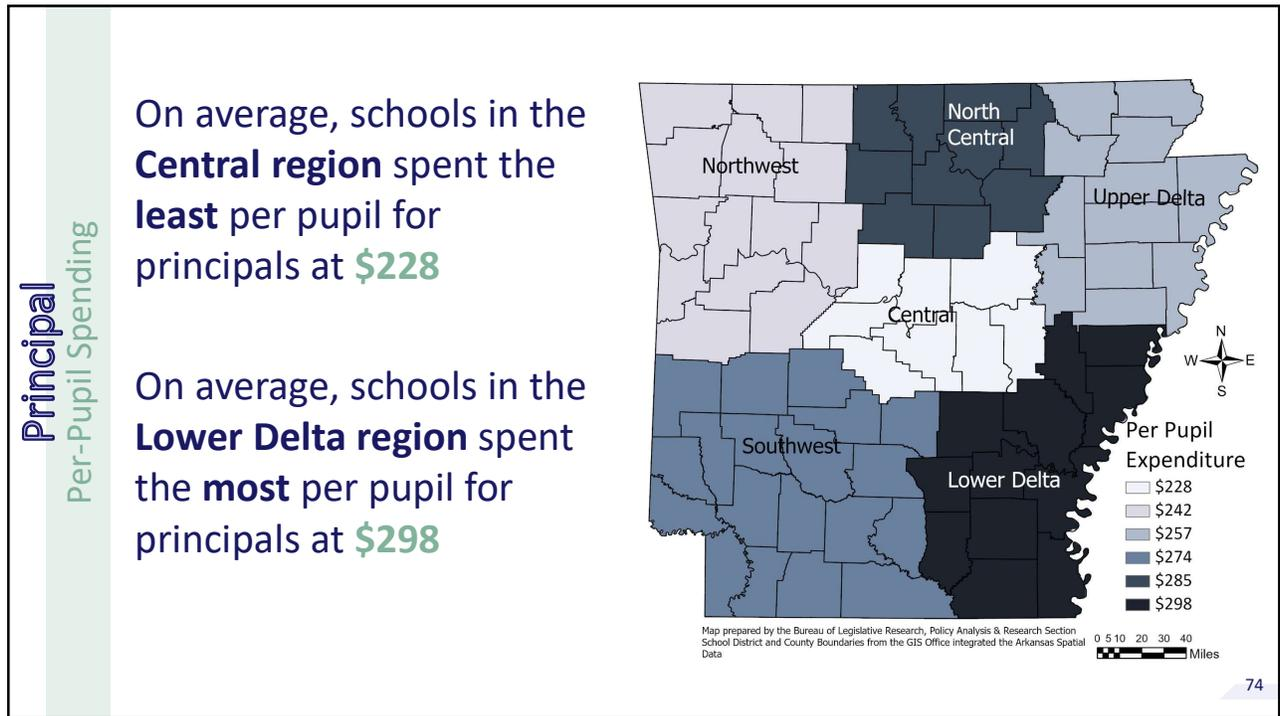 Principal
Per-Pupil Spending
On average, schools in the
Central region spent the
least per pupil for
principals at $228
On average, schools in the
Lower Delta region spent
the most per pupil for
principals at $298
North
Central
Northwest
Upper Delta
Central
Southwest
Lower Delta
N
W E
S
Per Pupil
Expenditure
$228
$242
$257
$274
$285
$298
Map prepared by the Bureau of Legislative Research, Policy Analysis & Research Section
School District and County Boundaries from the GIS Office integrated the Arkansas Spatial
Data
0 5 10 20 30 40
Miles
74